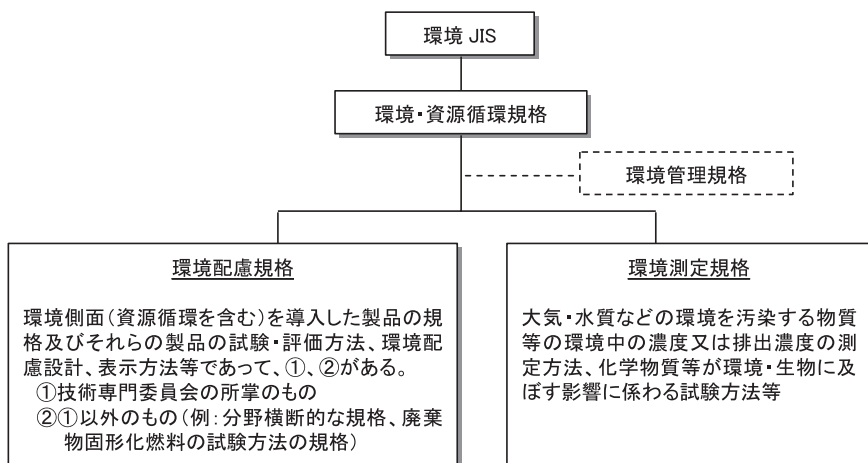 環境 JIS
環境・資源循環規格
環境管理規格
環境配慮規格
環境側面（資源循環を含む）を導入した製品の規
格及びそれらの製品の試験・評価方法、環境配
慮設計、表示方法等であって、①、②がある。
①技術専門委員会の所掌のもの
②①以外のもの（例：分野横断的な規格、廃棄
物固形化燃料の試験方法の規格）
環境測定規格
大気・水質などの環境を汚染する物質
等の環境中の濃度又は排出濃度の測
定方法、化学物質等が環境・生物に及
ぼす影響に係わる試験方法等